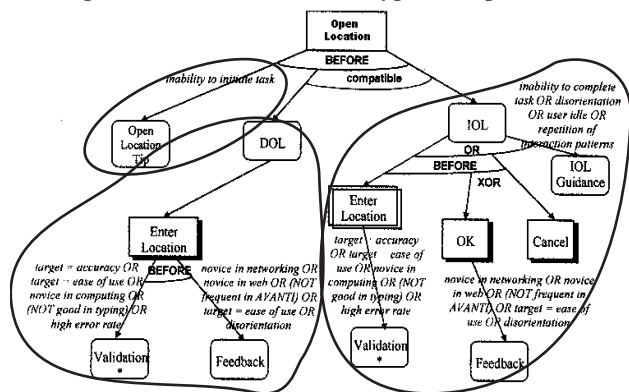 Open
Location
BEFORE
compatible
inability to initiate task
Open
Location
Tip
DOL
IOL
inability to complete
task OR disorientation
OR user idle OR
repetition of
interaction patterns
OR
BEFORE
XOR
IOL
Guidance
Enter
Location
OK
Cancel
Enter
Location
BEFORE
target = accuracy OR
target = ease of use OR
novice in computing OR
(NOT good in typing) OR
high error rate
novice in networking OR
novice in web OR (NOT
frequent in AVANTI) OR
target = ease of use OR
disorientation
target = accuracy
OR target = ease of
use OR novice in
computing OR (NOT
good in typing) OR
high error rate
novice in networking OR novice
in web OR (NOT frequent in
AVANTI) OR target = ease of
use OR disorientation
Validation
*
Feedback
Validation
*
Feedback